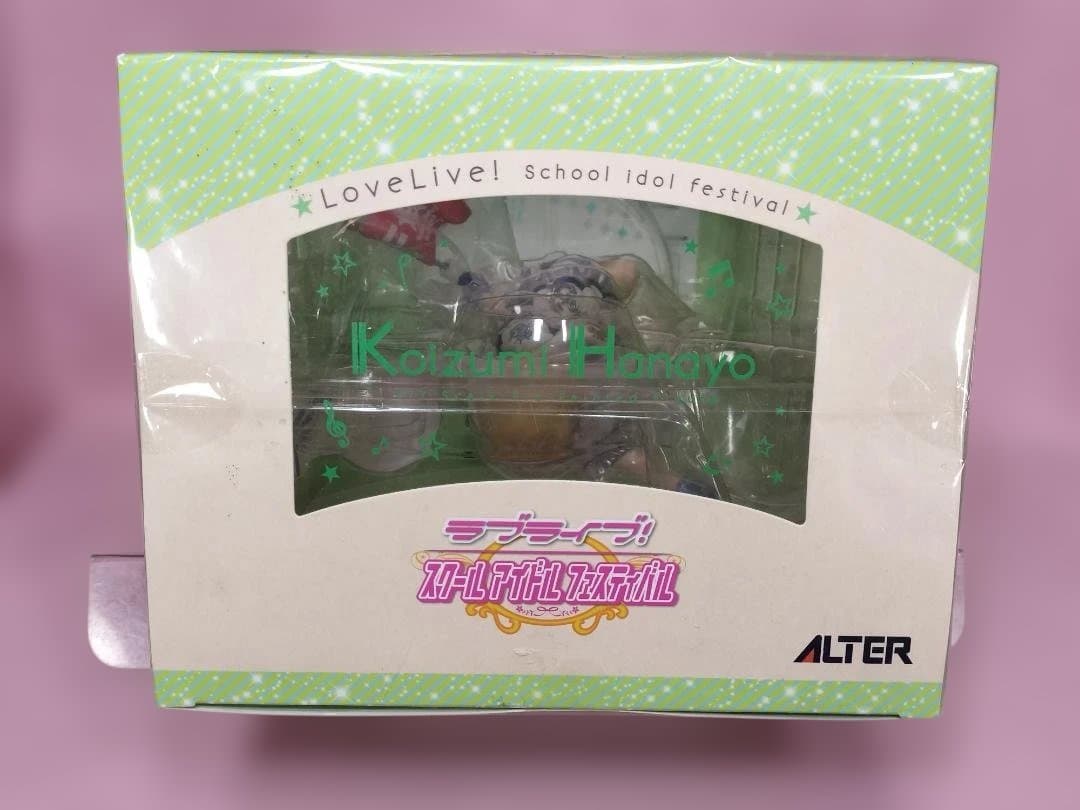 LoveLive! School idol festival
Koizumi Hanayo
ラブライブ!
スクールアイドルフェスティバル
ALTER